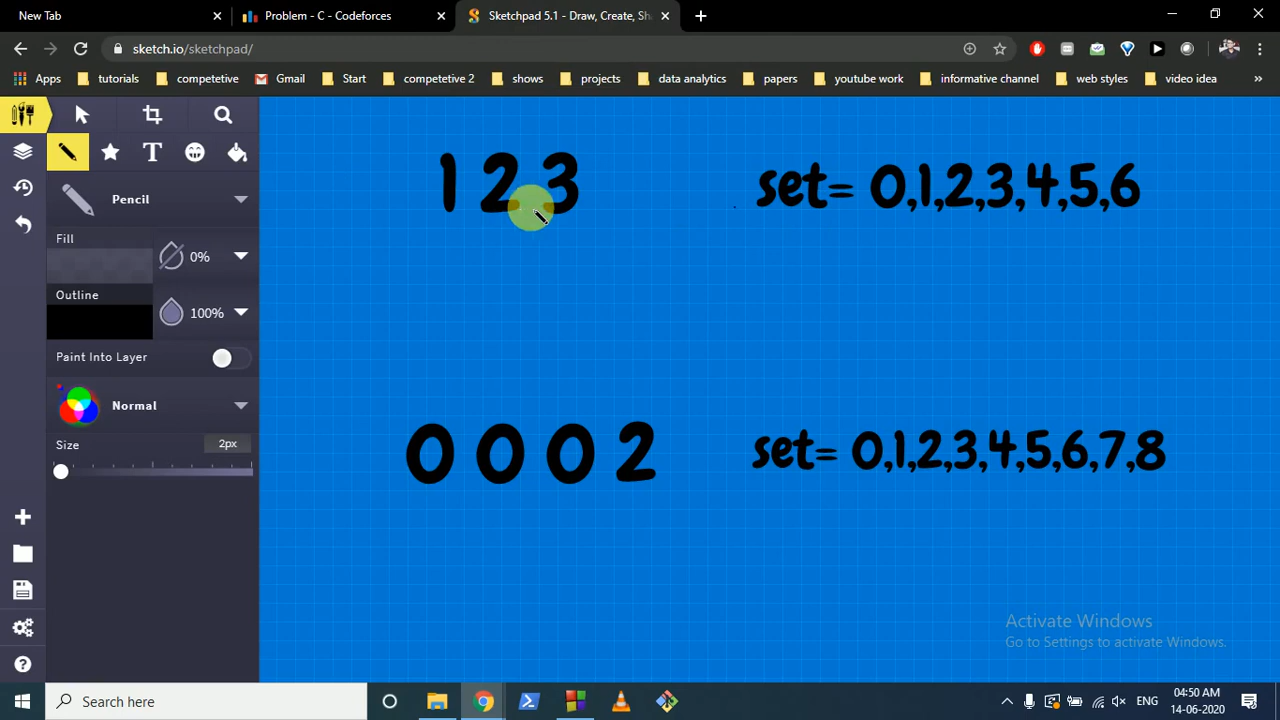 New Tab
Problem - C - Codeforces
Sketchpad 5.1 - Draw, Create, Sh
sketch.io/sketchpad/
Apps tutorials competetive Gmail Start competetive 2 shows projects data analytics papers youtube work informative channel web styles video idea »
1 2 3 set= 0,1,2,3,4,5,6
Pencil
Fill
0%
Outline
100%
Paint Into Layer
Normal
0 0 0 2 set= 0,1,2,3,4,5,6,7,8
Size 2px
Activate Windows
Go to Settings to activate Windows.
Search here
ENG
04:50 AM
14-06-2020